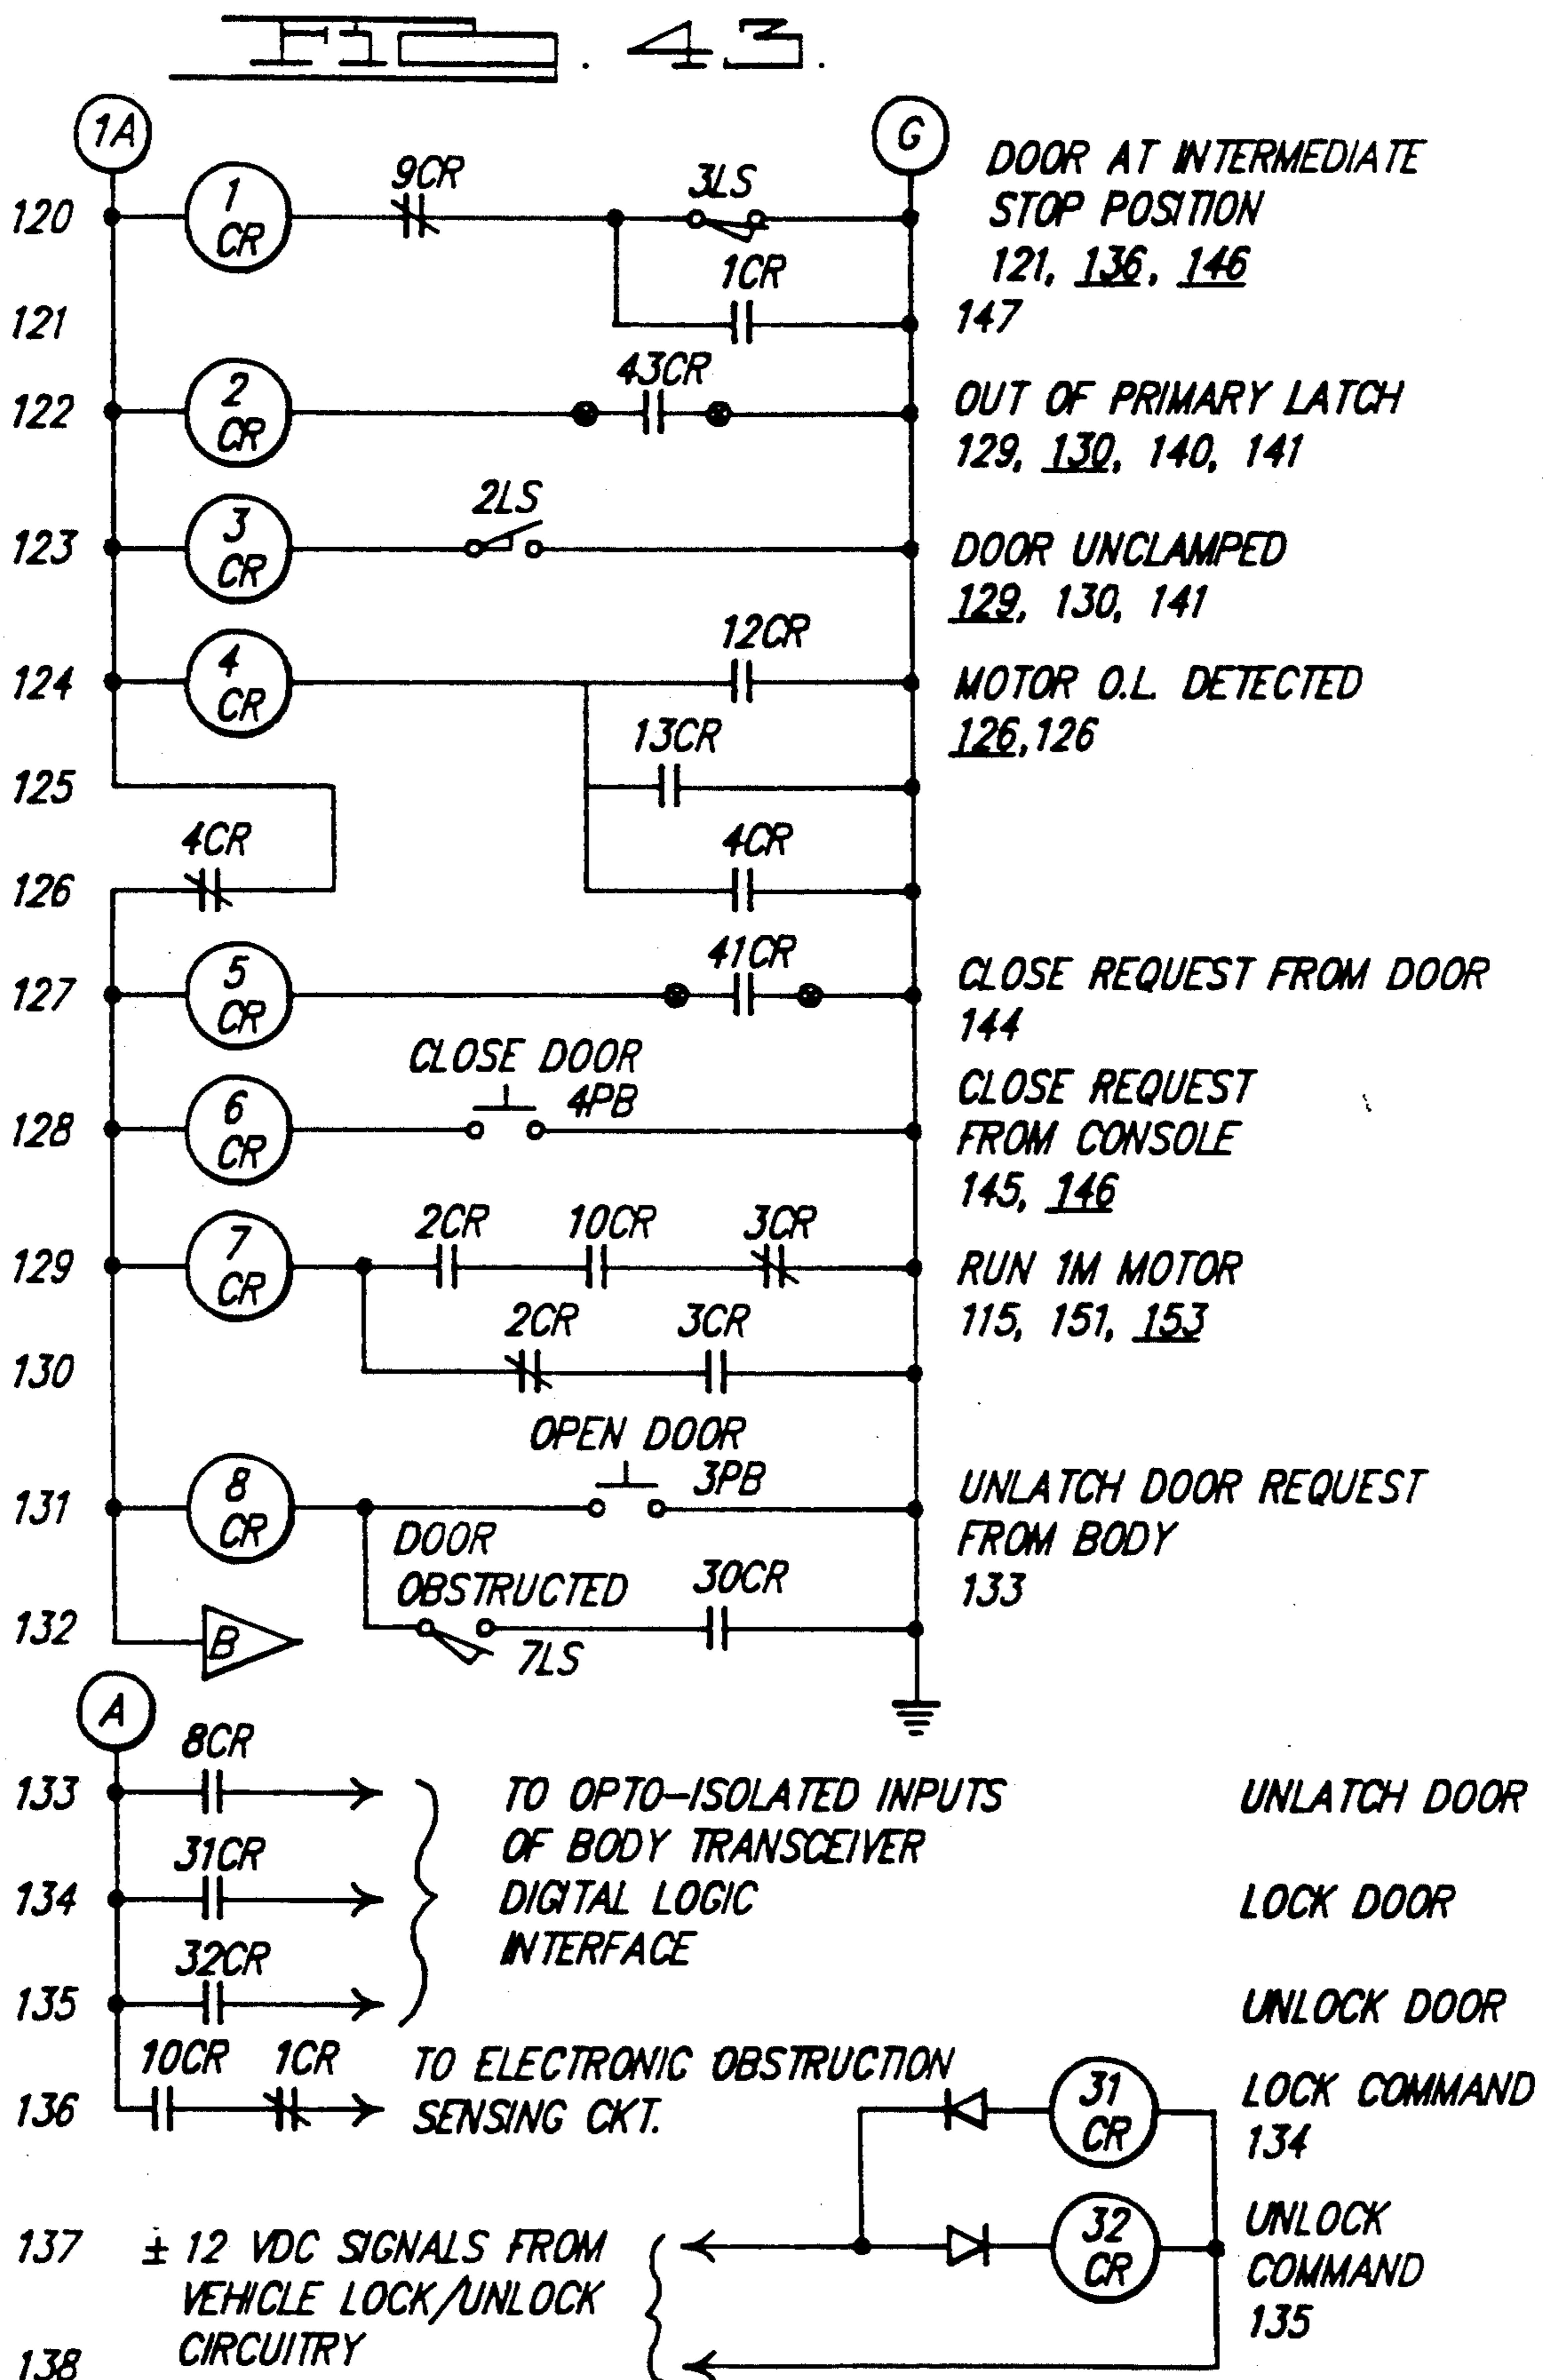 FIG. 43.
1A
G
120
1
CR
9CR
3LS
DOOR AT INTERMEDIATE
STOP POSITION
121, 136, 146
147
121
1CR
122
2
CR
43CR
OUT OF PRIMARY LATCH
129, 130, 140, 141
123
3
CR
2LS
DOOR UNCLAMPED
129, 130, 141
124
4
CR
12CR
MOTOR O.L. DETECTED
126,126
125
13CR
126
4CR
4CR
127
5
CR
41CR
CLOSE REQUEST FROM DOOR
144
128
6
CR
CLOSE DOOR
4PB
CLOSE REQUEST
FROM CONSOLE
145, 146
129
7
CR
2CR
10CR
3CR
RUN 1M MOTOR
115, 151, 153
130
2CR
3CR
131
8
CR
OPEN DOOR
3PB
UNLATCH DOOR REQUEST
FROM BODY
133
132
B
DOOR
OBSTRUCTED
7LS
30CR
A
133
8CR
TO OPTO-ISOLATED INPUTS
OF BODY TRANSCEIVER
DIGITAL LOGIC
INTERFACE
UNLATCH DOOR
134
31CR
LOCK DOOR
135
32CR
UNLOCK DOOR
136
10CR
1CR
TO ELECTRONIC OBSTRUCTION
SENSING CKT.
31
CR
LOCK COMMAND
134
137
± 12 VDC SIGNALS FROM
VEHICLE LOCK/UNLOCK
CIRCUITRY
32
CR
UNLOCK
COMMAND
135
138